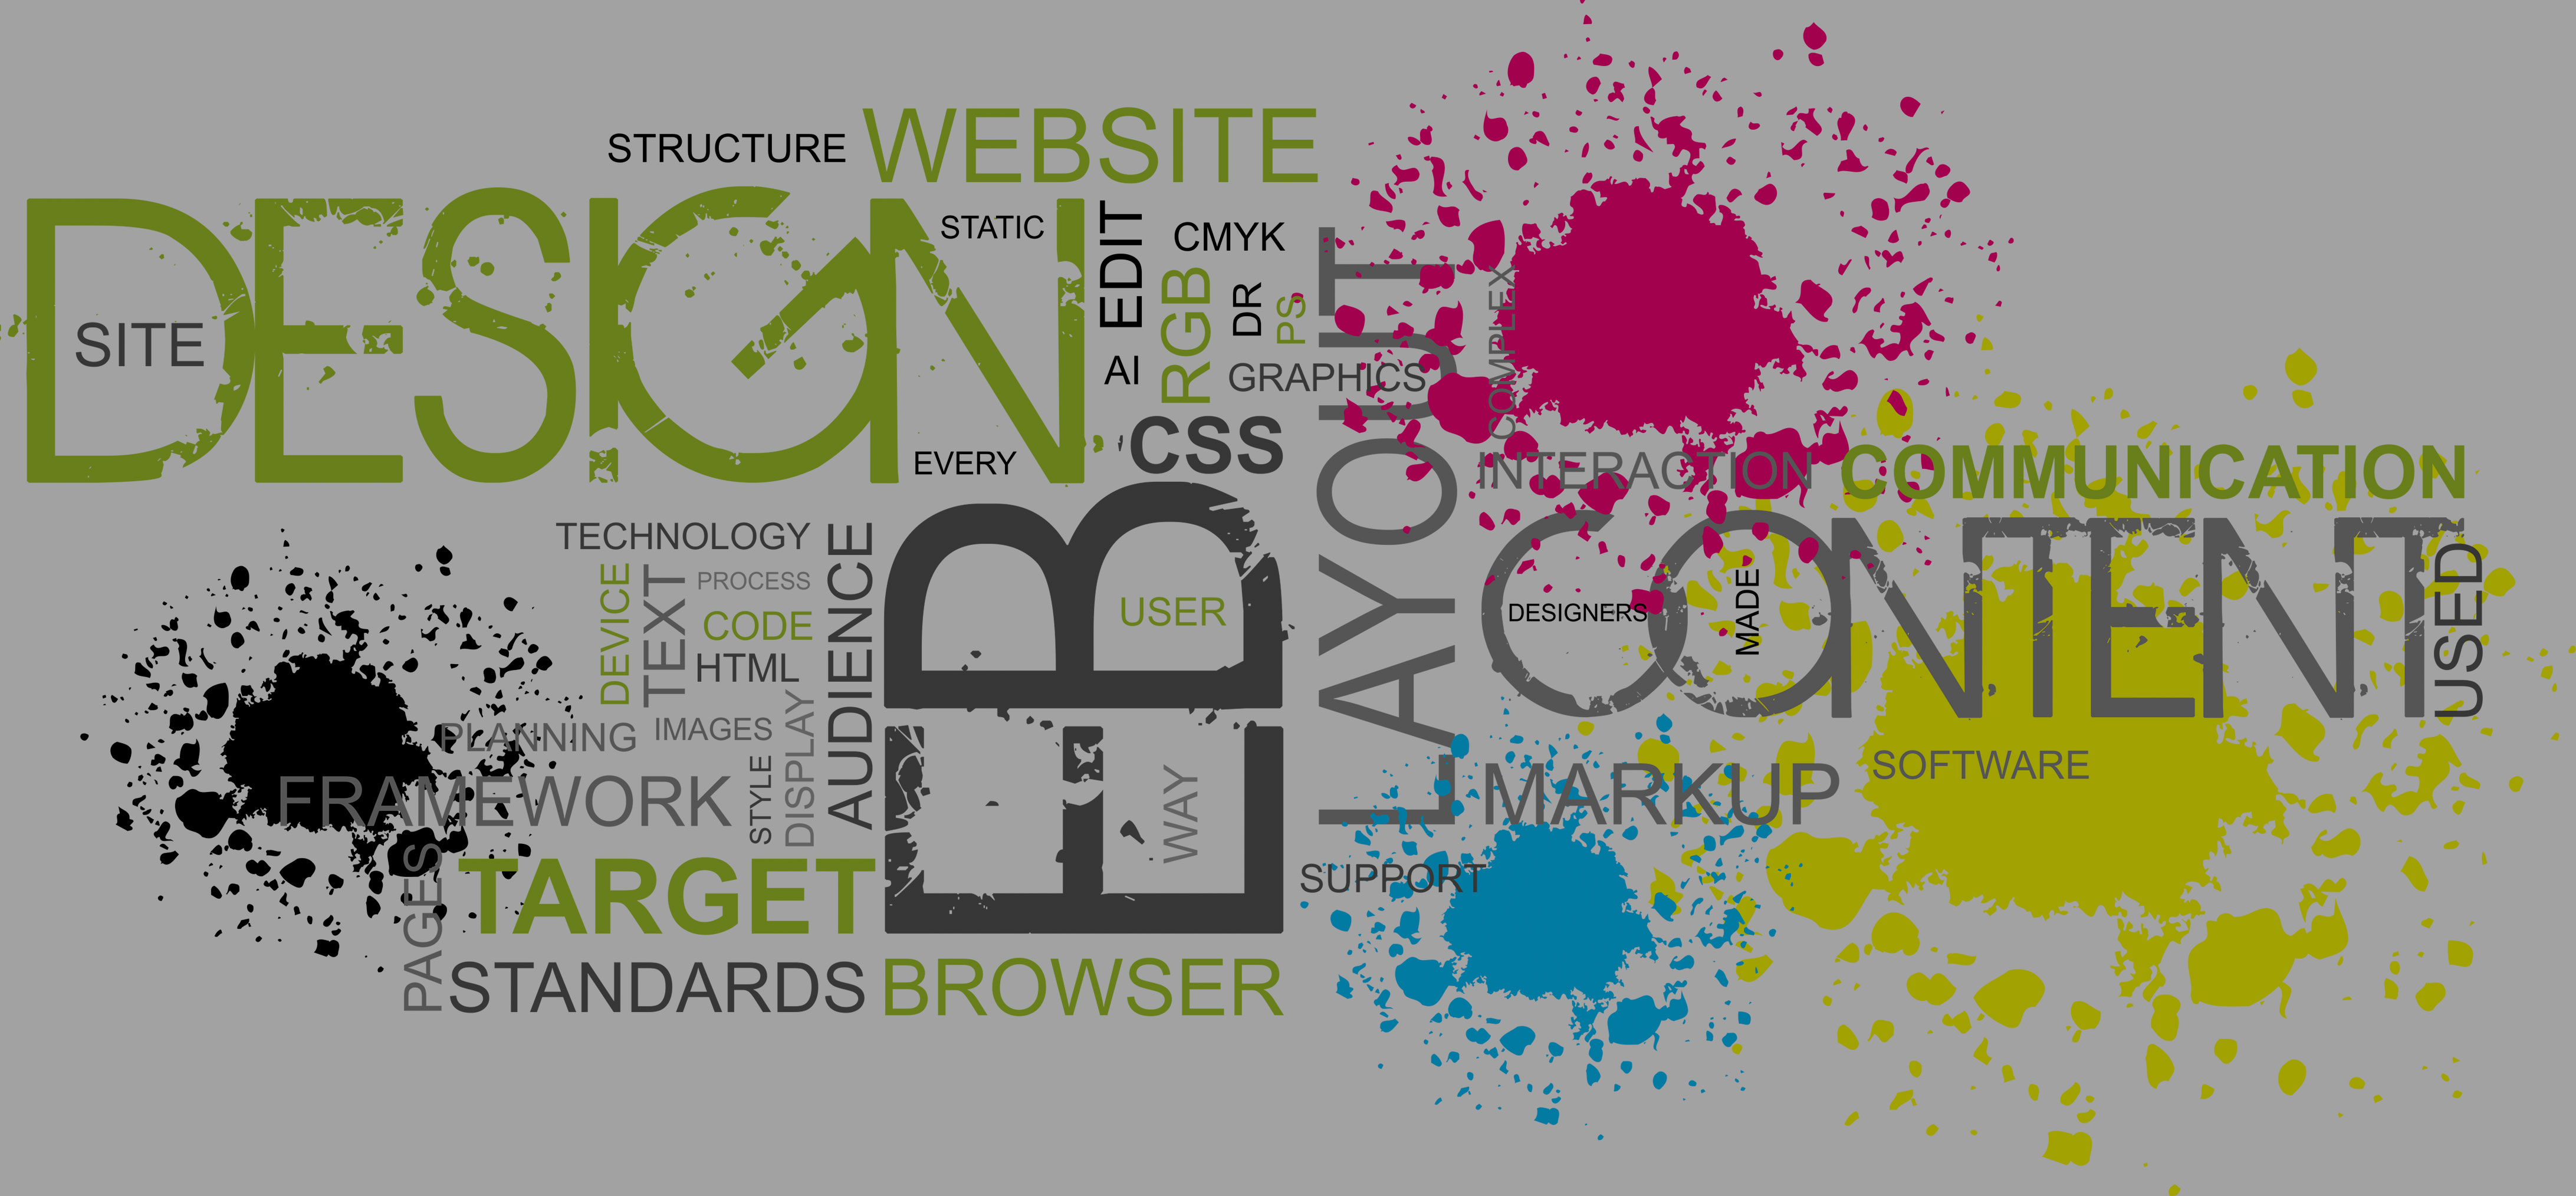 STRUCTURE
WEBSITE
DESIGN
SITE
STATIC
EVERY
EDIT
CMYK
RGB
DR
PS
AI
GRAPHICS
CSS
LAYOUT
COMPLEX
INTERACTION
COMMUNICATION
TECHNOLOGY
DEVICE
TEXT
PROCESS
CODE
HTML
AUDIENCE
EB
USER
WAY
CONTENT
DESIGNERS
MADE
USED
PLANNING
IMAGES
DISPLAY
STYLE
FRAMEWORK
MARKUP
SOFTWARE
SUPPORT
PAGES
TARGET
STANDARDS
BROWSER